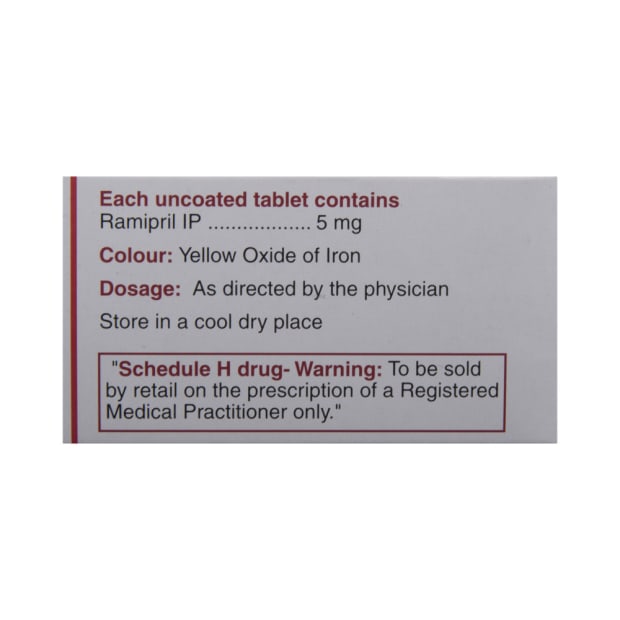 Each uncoated tablet contains
Ramipril IP .................. 5 mg
Colour: Yellow Oxide of Iron
Dosage: As directed by the physician
Store in a cool dry place
"Schedule H drug- Warning: To be sold
by retail on the prescription of a Registered
Medical Practitioner only."